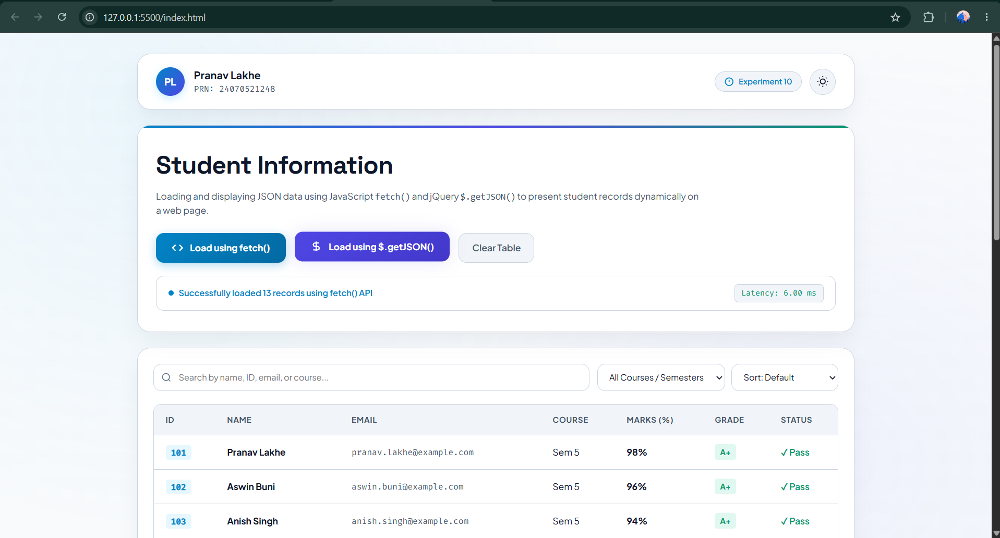 127.0.0.1:5500/index.html
PL
Pranav Lakhe
PRN: 24070521248
Experiment 10
Student Information
Loading and displaying JSON data using JavaScript fetch() and jQuery $.getJSON() to present student records dynamically on
a web page.
Load using fetch()
$ Load using $.getJSON()
Clear Table
Successfully loaded 13 records using fetch() API
Latency: 6.00 ms
Search by name, ID, email, or course...
All Courses / Semesters
Sort: Default
ID NAME EMAIL COURSE MARKS (%) GRADE STATUS
101 Pranav Lakhe pranav.lakhe@example.com Sem 5 98% A+ ✓ Pass
102 Aswin Buni aswin.buni@example.com Sem 5 96% A+ ✓ Pass
103 Anish Singh anish.singh@example.com Sem 5 94% A+ ✓ Pass